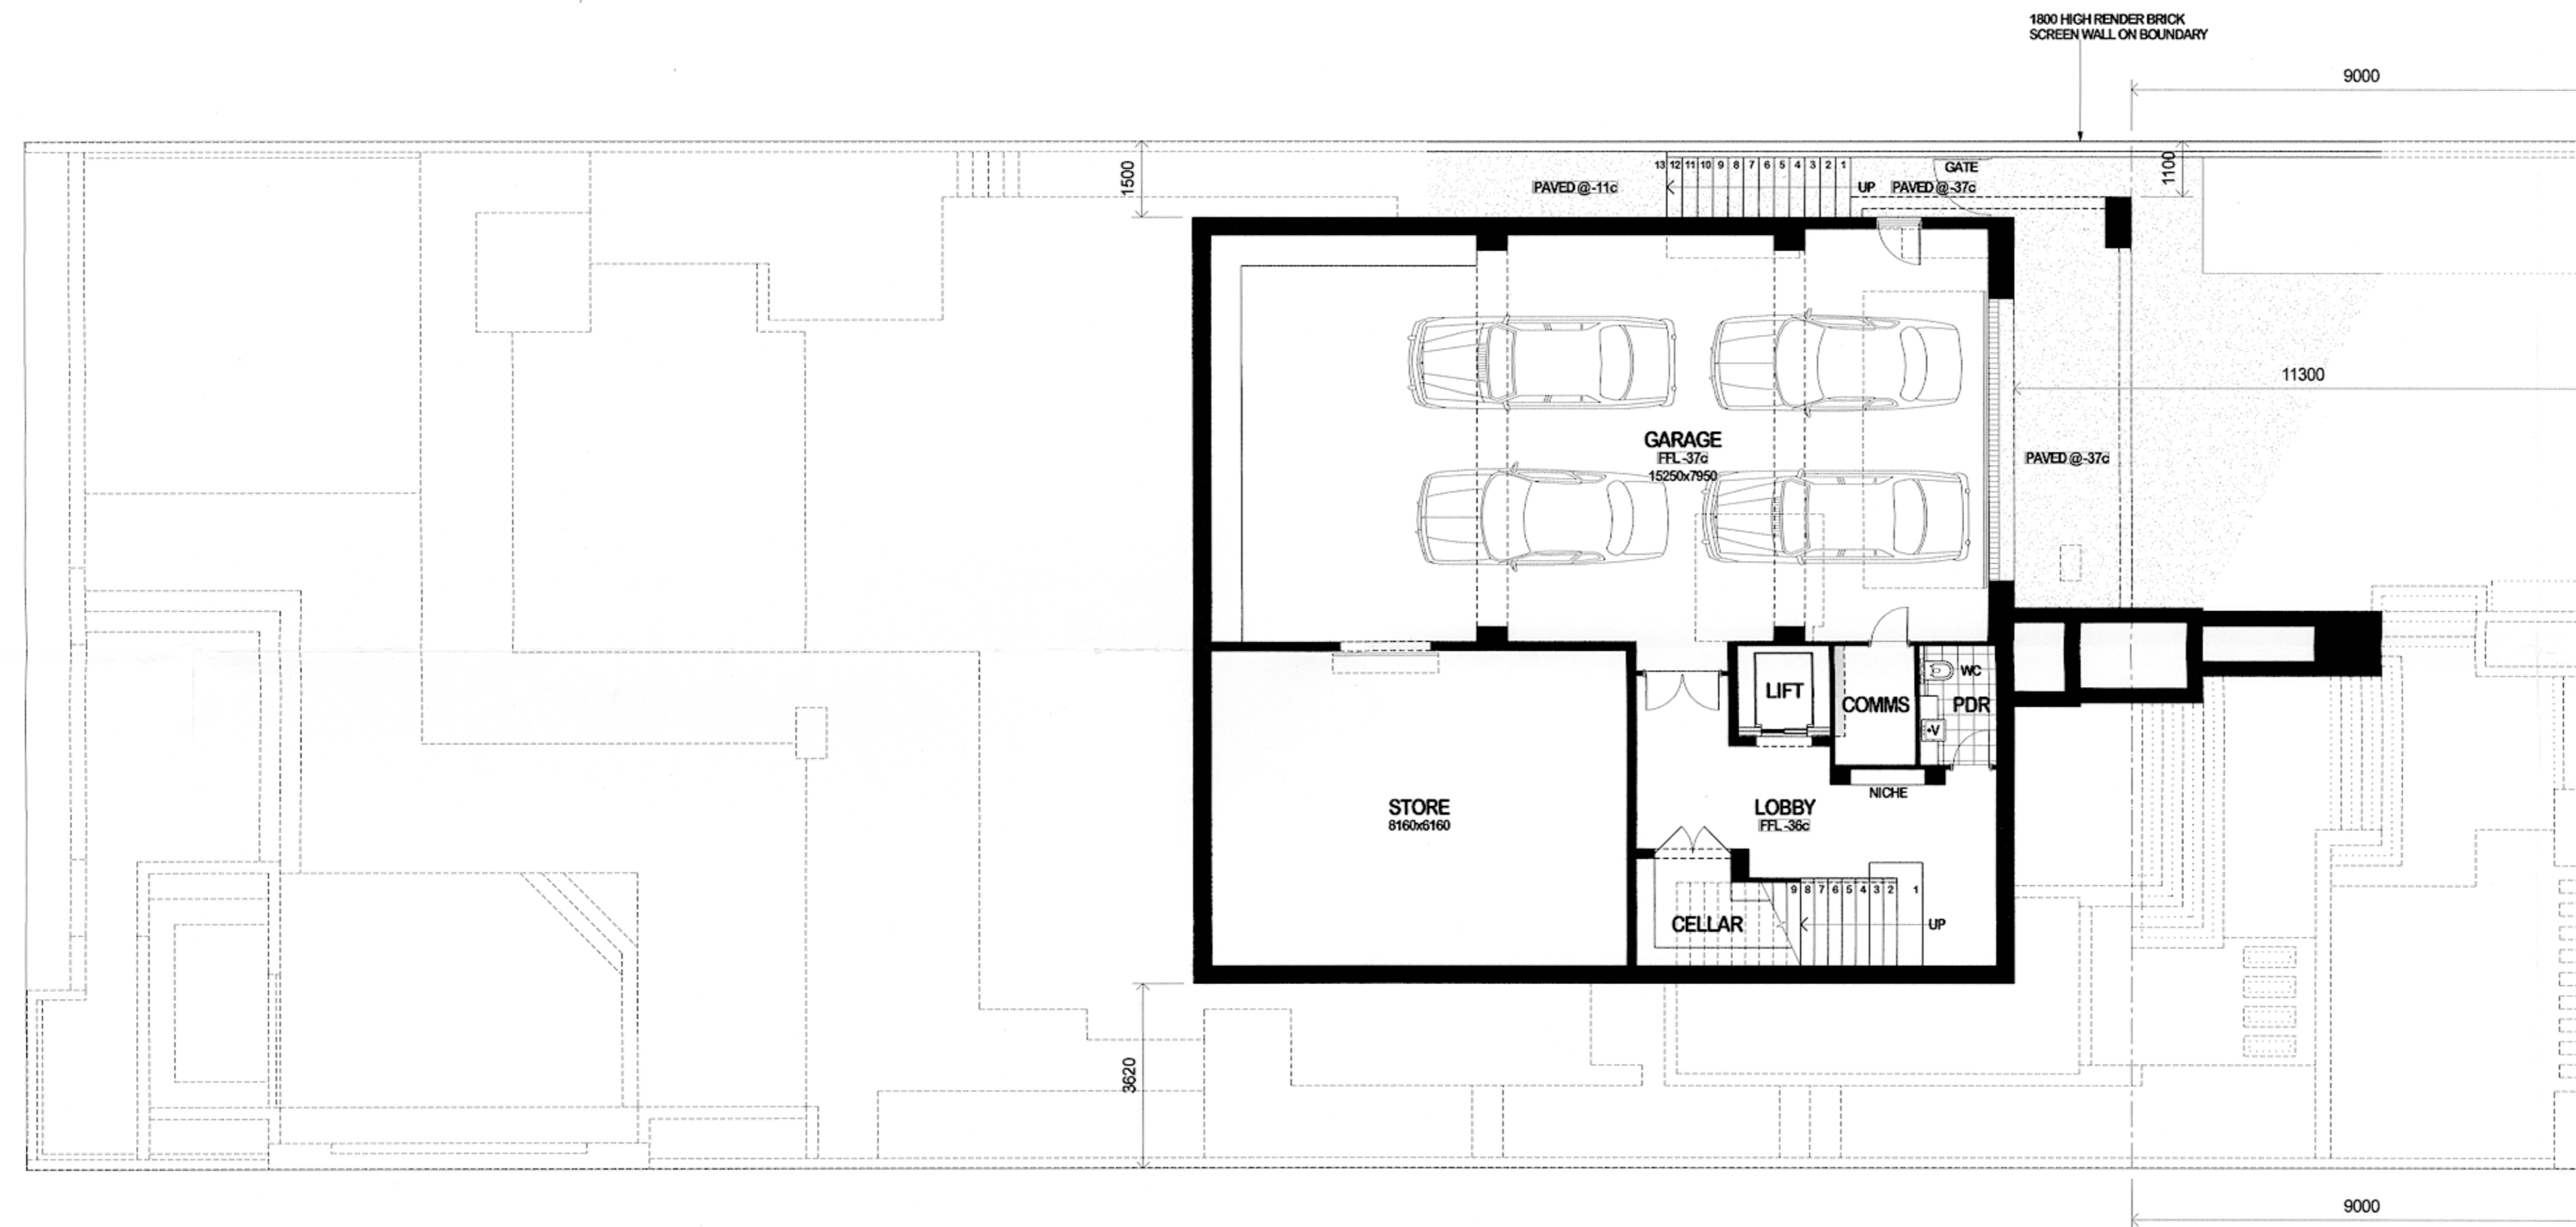 1800 HIGH RENDER BRICK
SCREEN WALL ON BOUNDARY
9000
1500
1100
13 12 11 10 9 8 7 6 5 4 3 2 1
GATE
PAVED @-11c
UP
PAVED @-37c
11300
GARAGE
FFL -37c
15250x7950
PAVED @-37c
LIFT
COMMS
WC
PDR
V
NICHE
STORE
8160x6160
LOBBY
FFL -36c
9 8 7 6 5 4 3 2 1
CELLAR
UP
3620
9000